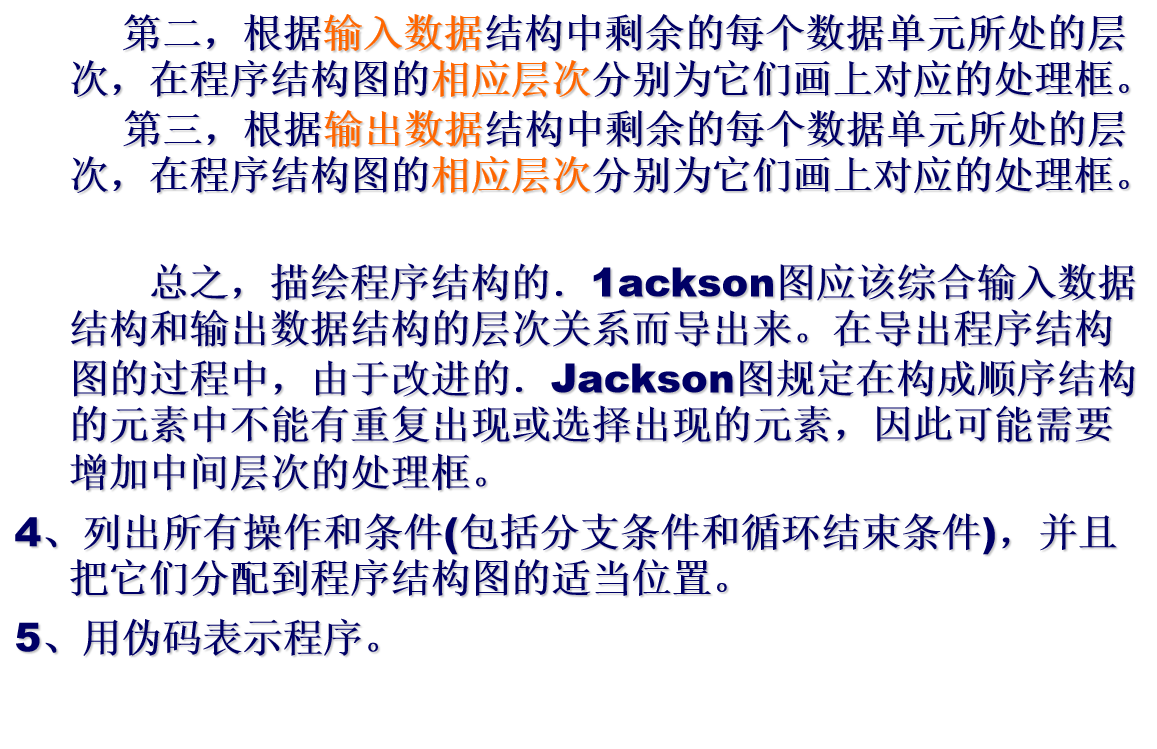 第二，根据输入数据结构中剩余的每个数据单元所处的层
次，在程序结构图的相应层次分别为它们画上对应的处理框。
第三，根据输出数据结构中剩余的每个数据单元所处的层
次，在程序结构图的相应层次分别为它们画上对应的处理框。
总之，描绘程序结构的．1ackson图应该综合输入数据
结构和输出数据结构的层次关系而导出来。在导出程序结构
图的过程中，由于改进的．Jackson图规定在构成顺序结构
的元素中不能有重复出现或选择出现的元素，因此可能需要
增加中间层次的处理框。
4、列出所有操作和条件(包括分支条件和循环结束条件)，并且
把它们分配到程序结构图的适当位置。
5、用伪码表示程序。